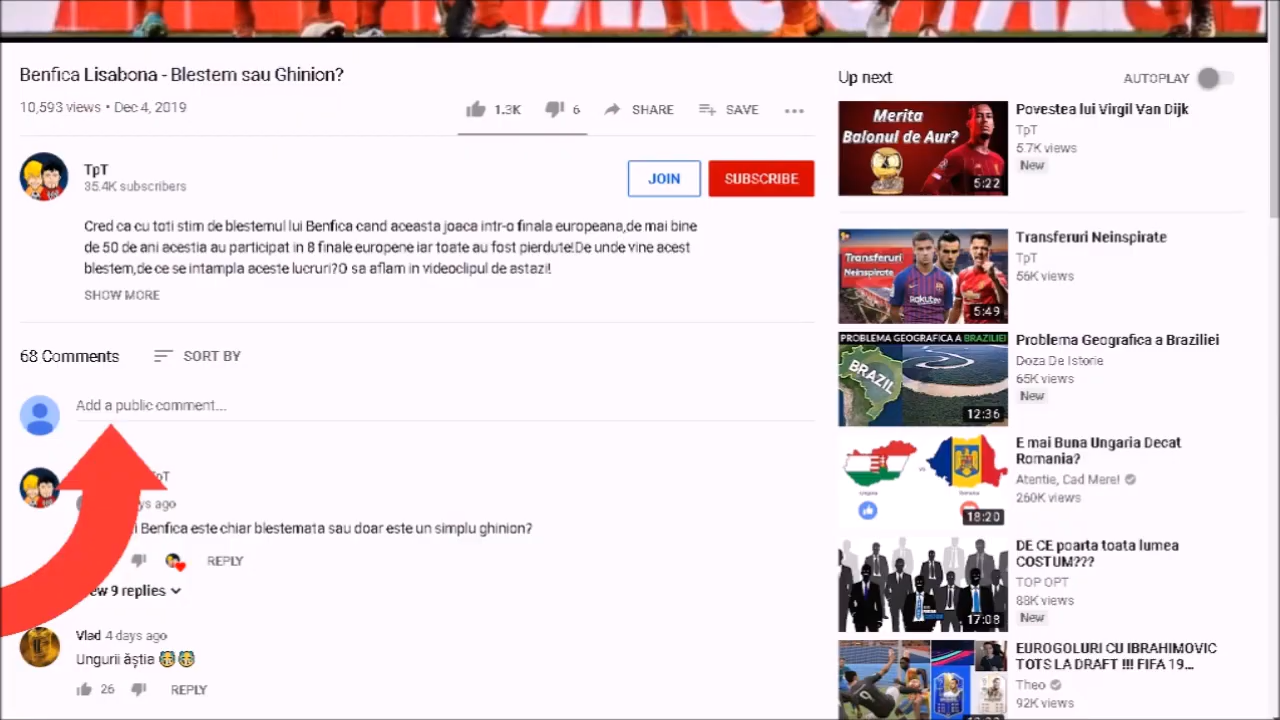 Benfica Lisabona - Blestem sau Ghinion?
10,593 views • Dec 4, 2019
1.3K
6
SHARE
SAVE
TpT
35.4K subscribers
JOIN
SUBSCRIBE
Cred ca cu toti stim de blestemul lui Benfica cand aceasta joaca intr-o finala europeana,de mai bine
de 50 de ani acestia au participat in 8 finale europene iar toate au fost pierdute!De unde vine acest
blestem,de ce se intampla aceste lucruri?O sa aflam in videoclipul de astazi!
SHOW MORE
68 Comments
SORT BY
Add a public comment...
ago
Benfica este chiar blestemata sau doar este un simplu ghinion?
REPLY
9 replies
Vlad 4 days ago
Ungurii ăștia
26
REPLY
Up next
AUTOPLAY
Merita
Balonul de Aur?
5:22
Povestea lui Virgil Van Dijk
TpT
5.7K views
New
Transferuri
Neinspirate
Rakuten
5:49
Transferuri Neinspirate
TpT
56K views
PROBLEMA GEOGRAFICA A BRAZILIEI
BRAZIL
12:36
Problema Geografica a Braziliei
Doza De Istorie
65K views
New
vs
Ungaria
Romania
18:20
E mai Buna Ungaria Decat
Romania?
Atentie, Cad Mere!
260K views
17:08
DE CE poarta toata lumea
COSTUM???
TOP OPT
88K views
New
EUROGOLURI CU IBRAHIMOVIC
TOTS LA DRAFT !!! FIFA 19...
Theo
92K views